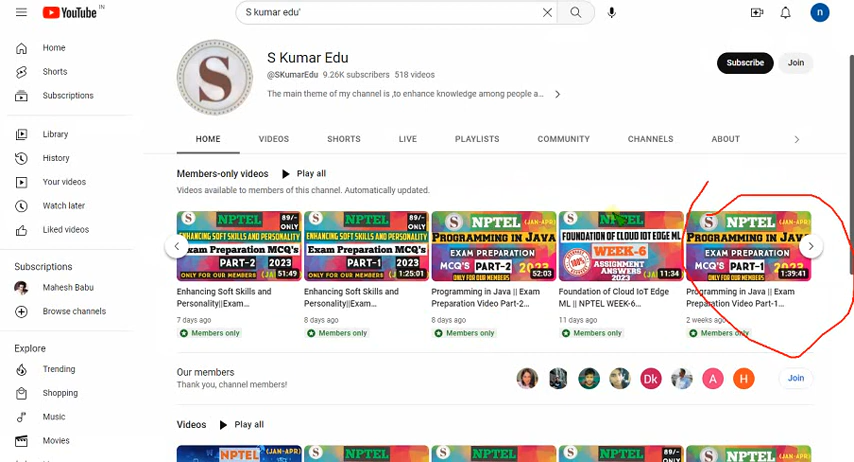 YouTube IN
S kumar edu'
n
Home
Shorts
Subscriptions
Library
History
Your videos
Watch later
Liked videos
Subscriptions
Mahesh Babu
Browse channels
Explore
Trending
Shopping
Music
Movies
S
S Kumar Edu
@SKumarEdu 9.26K subscribers 518 videos
The main theme of my channel is ,to enhance knowledge among people a...
Subscribe
Join
HOME VIDEOS SHORTS LIVE PLAYLISTS COMMUNITY CHANNELS ABOUT
Members-only videos Play all
Videos available to members of this channel. Automatically updated.
S NPTEL 89/- ONLY
ENHANCING SOFT SKILLS AND PERSONALITY
Exam Preparation MCQ's
PART-2 2023
ONLY FOR OUR MEMBERS (JA
51:49
Enhancing Soft Skills and
Personality||Exam...
7 days ago
Members only
S NPTEL 89/- ONLY
ENHANCING SOFT SKILLS AND PERSONALITY
Exam Preparation MCQ's
PART-1 2023
ONLY FOR OUR MEMBERS
1:25:01
Enhancing Soft Skills and
Personality||Exam...
8 days ago
Members only
S NPTEL (JAN-APR)
PROGRAMMING IN JAVA
EXAM PREPARATION
MCQ'S PART-2 2023
ONLY FOR OUR MEMBERS
52:03
Programming in Java || Exam
Preparation Video Part-2...
8 days ago
Members only
S NPTEL 89/- ONLY
FOUNDATION OF CLOUD IOT EDGE ML
100%
WEEK-6
ASSIGNMENT
ANSWERS
2023
11:34
Foundation of Cloud IoT Edge
ML || NPTEL WEEK-6...
11 days ago
Members only
S NPTEL (JAN-APR)
PROGRAMMING IN JAVA
EXAM PREPARATION
MCQ'S PART-1 2023
ONLY FOR OUR MEMBERS
1:39:41
Programming in Java || Exam
Preparation Video Part-1...
2 weeks ago
Members only
Our members
Thank you, channel members!
Dk
A
H
Join
Videos Play all
NPTEL (JAN-APR)
S NPTEL
S NPTEL
S NPTEL ONLY
S NPTEL (JAN-APR)